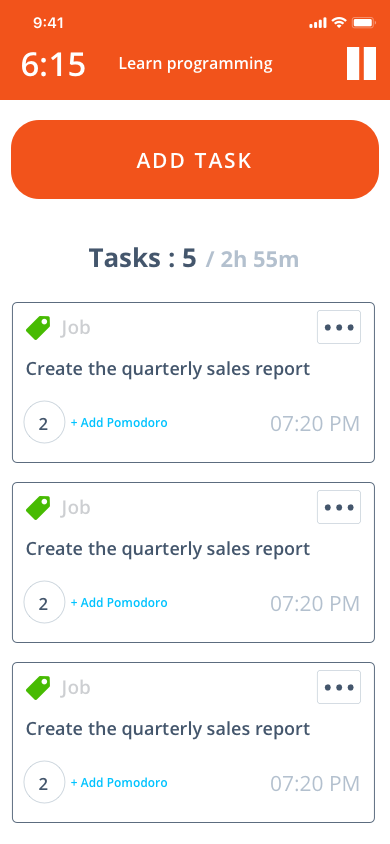 9:41
6:15 Learn programming
ADD TASK
Tasks : 5 / 2h 55m
Job
Create the quarterly sales report
2 + Add Pomodoro 07:20 PM
Job
Create the quarterly sales report
2 + Add Pomodoro 07:20 PM
Job
Create the quarterly sales report
2 + Add Pomodoro 07:20 PM